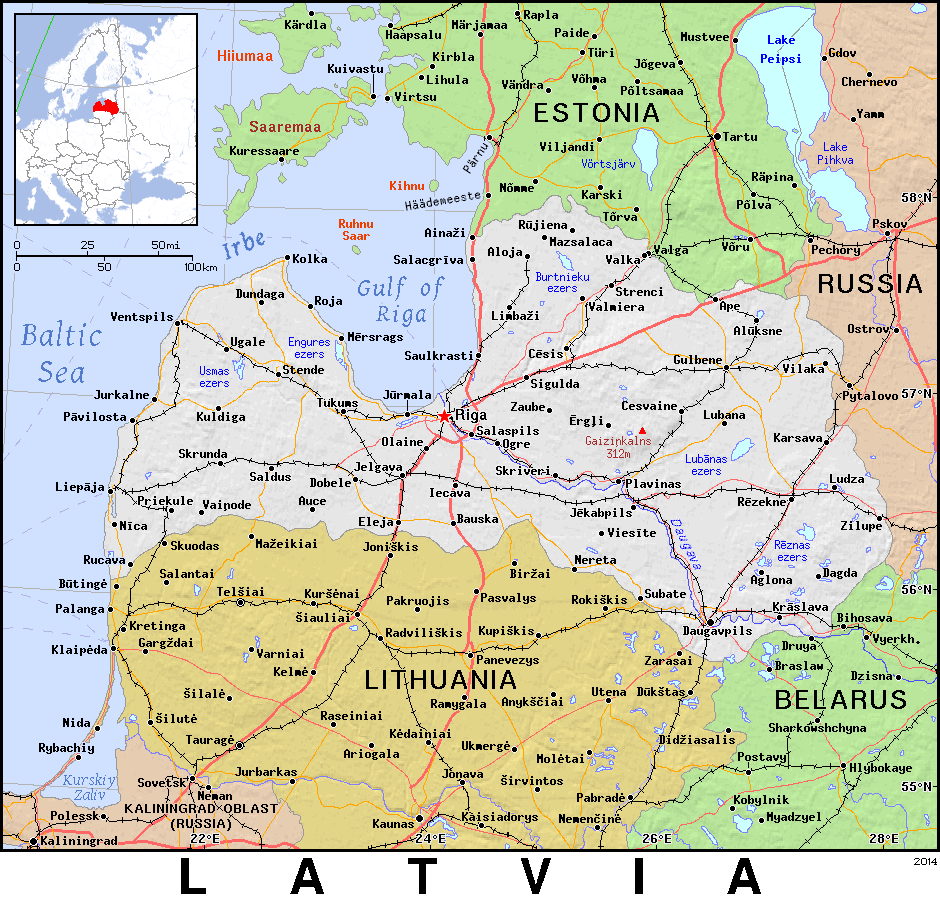 Kärdla
Haapsalu
Märjamaa
Rapla
Paide
Mustvee
Lake
Peipsi
Gdov
Hiiumaa
Kirbla
Türi
Jõgeva
Kuivastu
Lihula
Vändra
Võhma
Põltsamaa
Chernevo
Virtsu
ESTONIA
Yamm
Saaremaa
Tartu
Kuressaare
Pärnu
Viljandi
Võrtsjärv
Lake
Pihkva
Kihnu
Nõmme
Karski
Räpina
Häädemeeste
Põlva
58°N
Ruhnu
Saar
Tõrva
Rūjiena
Pskov
0 25 50 mi
Irbe
Ainaži
Mazsalaca
Võru
Pechory
0 50 100 km
Kolka
Salacgrīva
Aloja
Valka
Valga
Burtnieku
ezers
RUSSIA
Dundaga
Roja
Gulf of
Riga
Strenci
Valmiera
Ape
Ventspils
Limbaži
Alūksne
Ostrov
Baltic
Sea
Ugale
Engures
ezers
Mērsrags
Saulkrasti
Cēsis
Gulbene
Vilaka
Usmas
ezers
Stende
Sigulda
Jurkalne
Jūrmala
57°N
Pytalovo
Pāvilosta
Kuldiga
Tukums
Riga
Zaube
Cesvaine
Lubana
Ērgļi
Salaspils
Gaiziņkalns
312m
Karsava
Olaine
Ogre
Skrunda
Jelgava
Skriveri
Lubānas
ezers
Saldus
Dobele
Plavinas
Ludza
Liepāja
Iecava
Rēzekne
Priekule
Vaipode
Auce
Jēkabpils
Nīca
Eleja
Bauska
Viesīte
Daugava
Zilupe
Skuodas
Mažeikiai
Joniškis
Rēznas
ezers
Rucava
Biržai
Nereta
Būtingė
Salantai
Aglona
Dagda
Telšiai
Kuršėnai
Pasvalys
Subate
56°N
Palanga
Pakruojis
Rokiškis
Krāslava
Šiauliai
Bihosava
Kretinga
Radviliškis
Kupiškis
Daugavpils
Vyerkh.
Gargždai
Druya
Klaipėda
Varniai
Panevezys
Zarasai
Braslaw
Kelmė
LITHUANIA
Dzisna
Šilalė
Ramygala
Anykščiai
Utena
Dūkštas
BELARUS
Nida
Šilutė
Raseiniai
Sharkowshchyna
Rybachiy
Tauragė
Kėdainiai
Ukmergė
Didžiasalis
Ariogala
Molėtai
Postavy
Hlybokaye
Kurskiy
Zaliv
Sovetsk
Jurbarkas
Jonava
Širvintos
55°N
Neman
Pabradė
Kobylnik
KALININGRAD OBLAST
(RUSSIA)
Polessk
Kaunas
Kaisiadorys
Nemenčinė
Myadzyel
Kaliningrad
22°E
24°E
26°E
28°E
LATVIA
2014